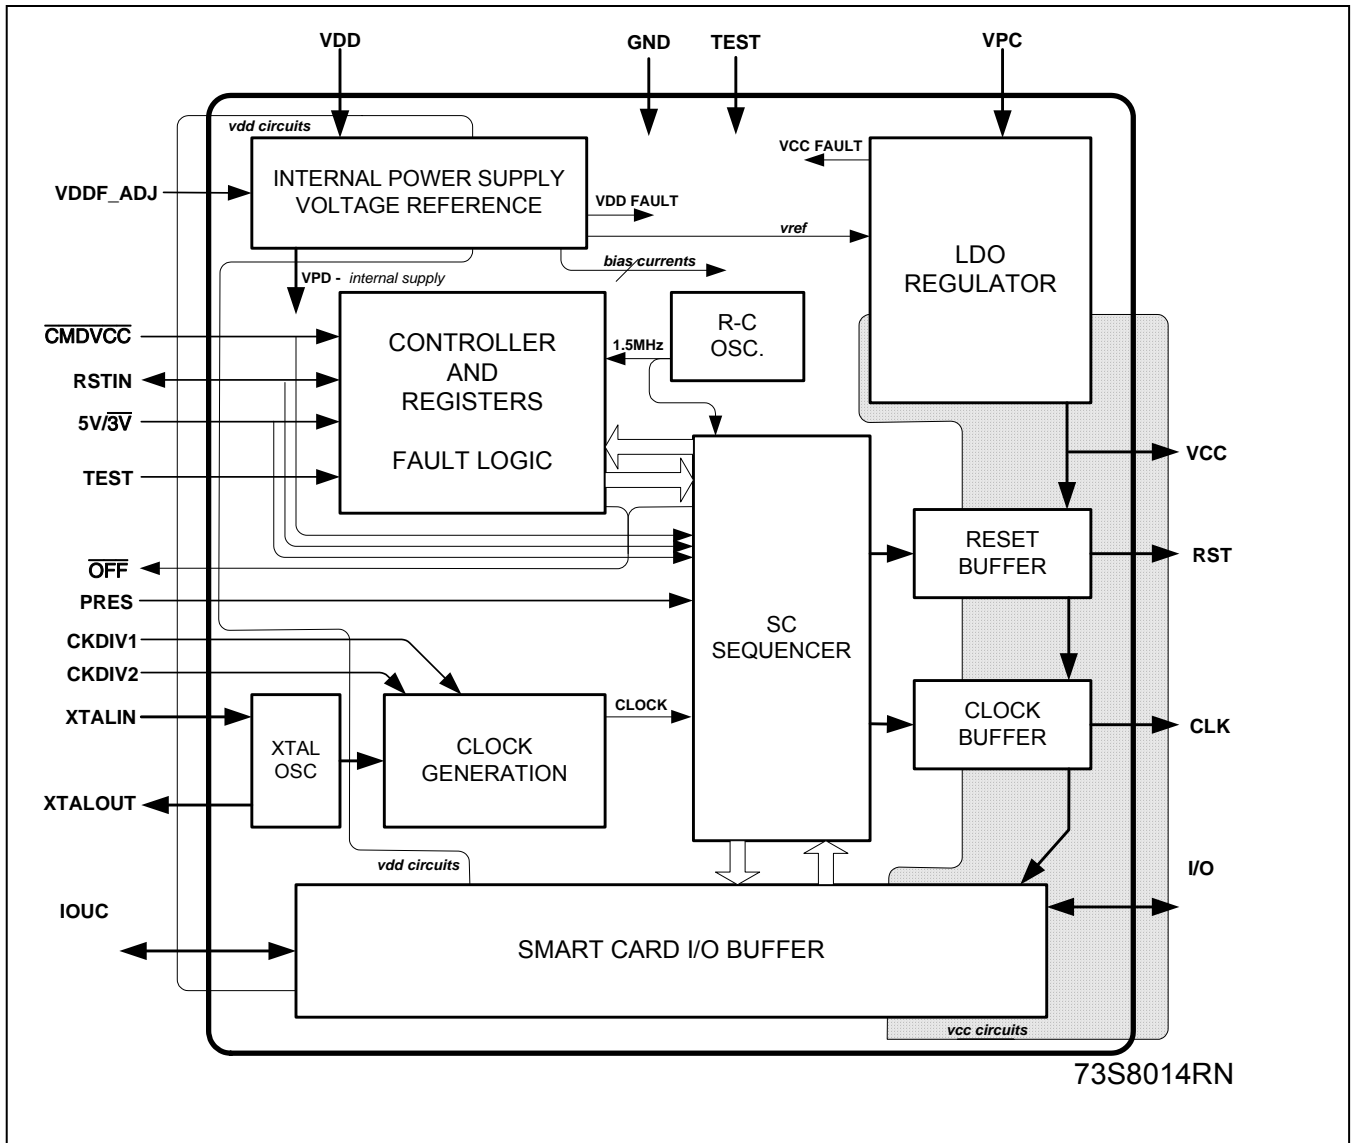 VDD
GND
TEST
VPC
vdd circuits
VCC FAULT
INTERNAL POWER SUPPLY
VOLTAGE REFERENCE
VDDF_ADJ
VDD FAULT
vref
LDO
REGULATOR
bias currents
VPD - internal supply
CMDVCC
RSTIN
5V/3V
TEST
CONTROLLER
AND
REGISTERS
FAULT LOGIC
1.5MHz
R-C
OSC.
VCC
RESET
BUFFER
RST
OFF
PRES
SC
SEQUENCER
CKDIV1
CKDIV2
XTALIN
XTAL
OSC
CLOCK
GENERATION
CLOCK
CLOCK
BUFFER
CLK
XTALOUT
vdd circuits
I/O
IOUC
SMART CARD I/O BUFFER
vcc circuits
73S8014RN